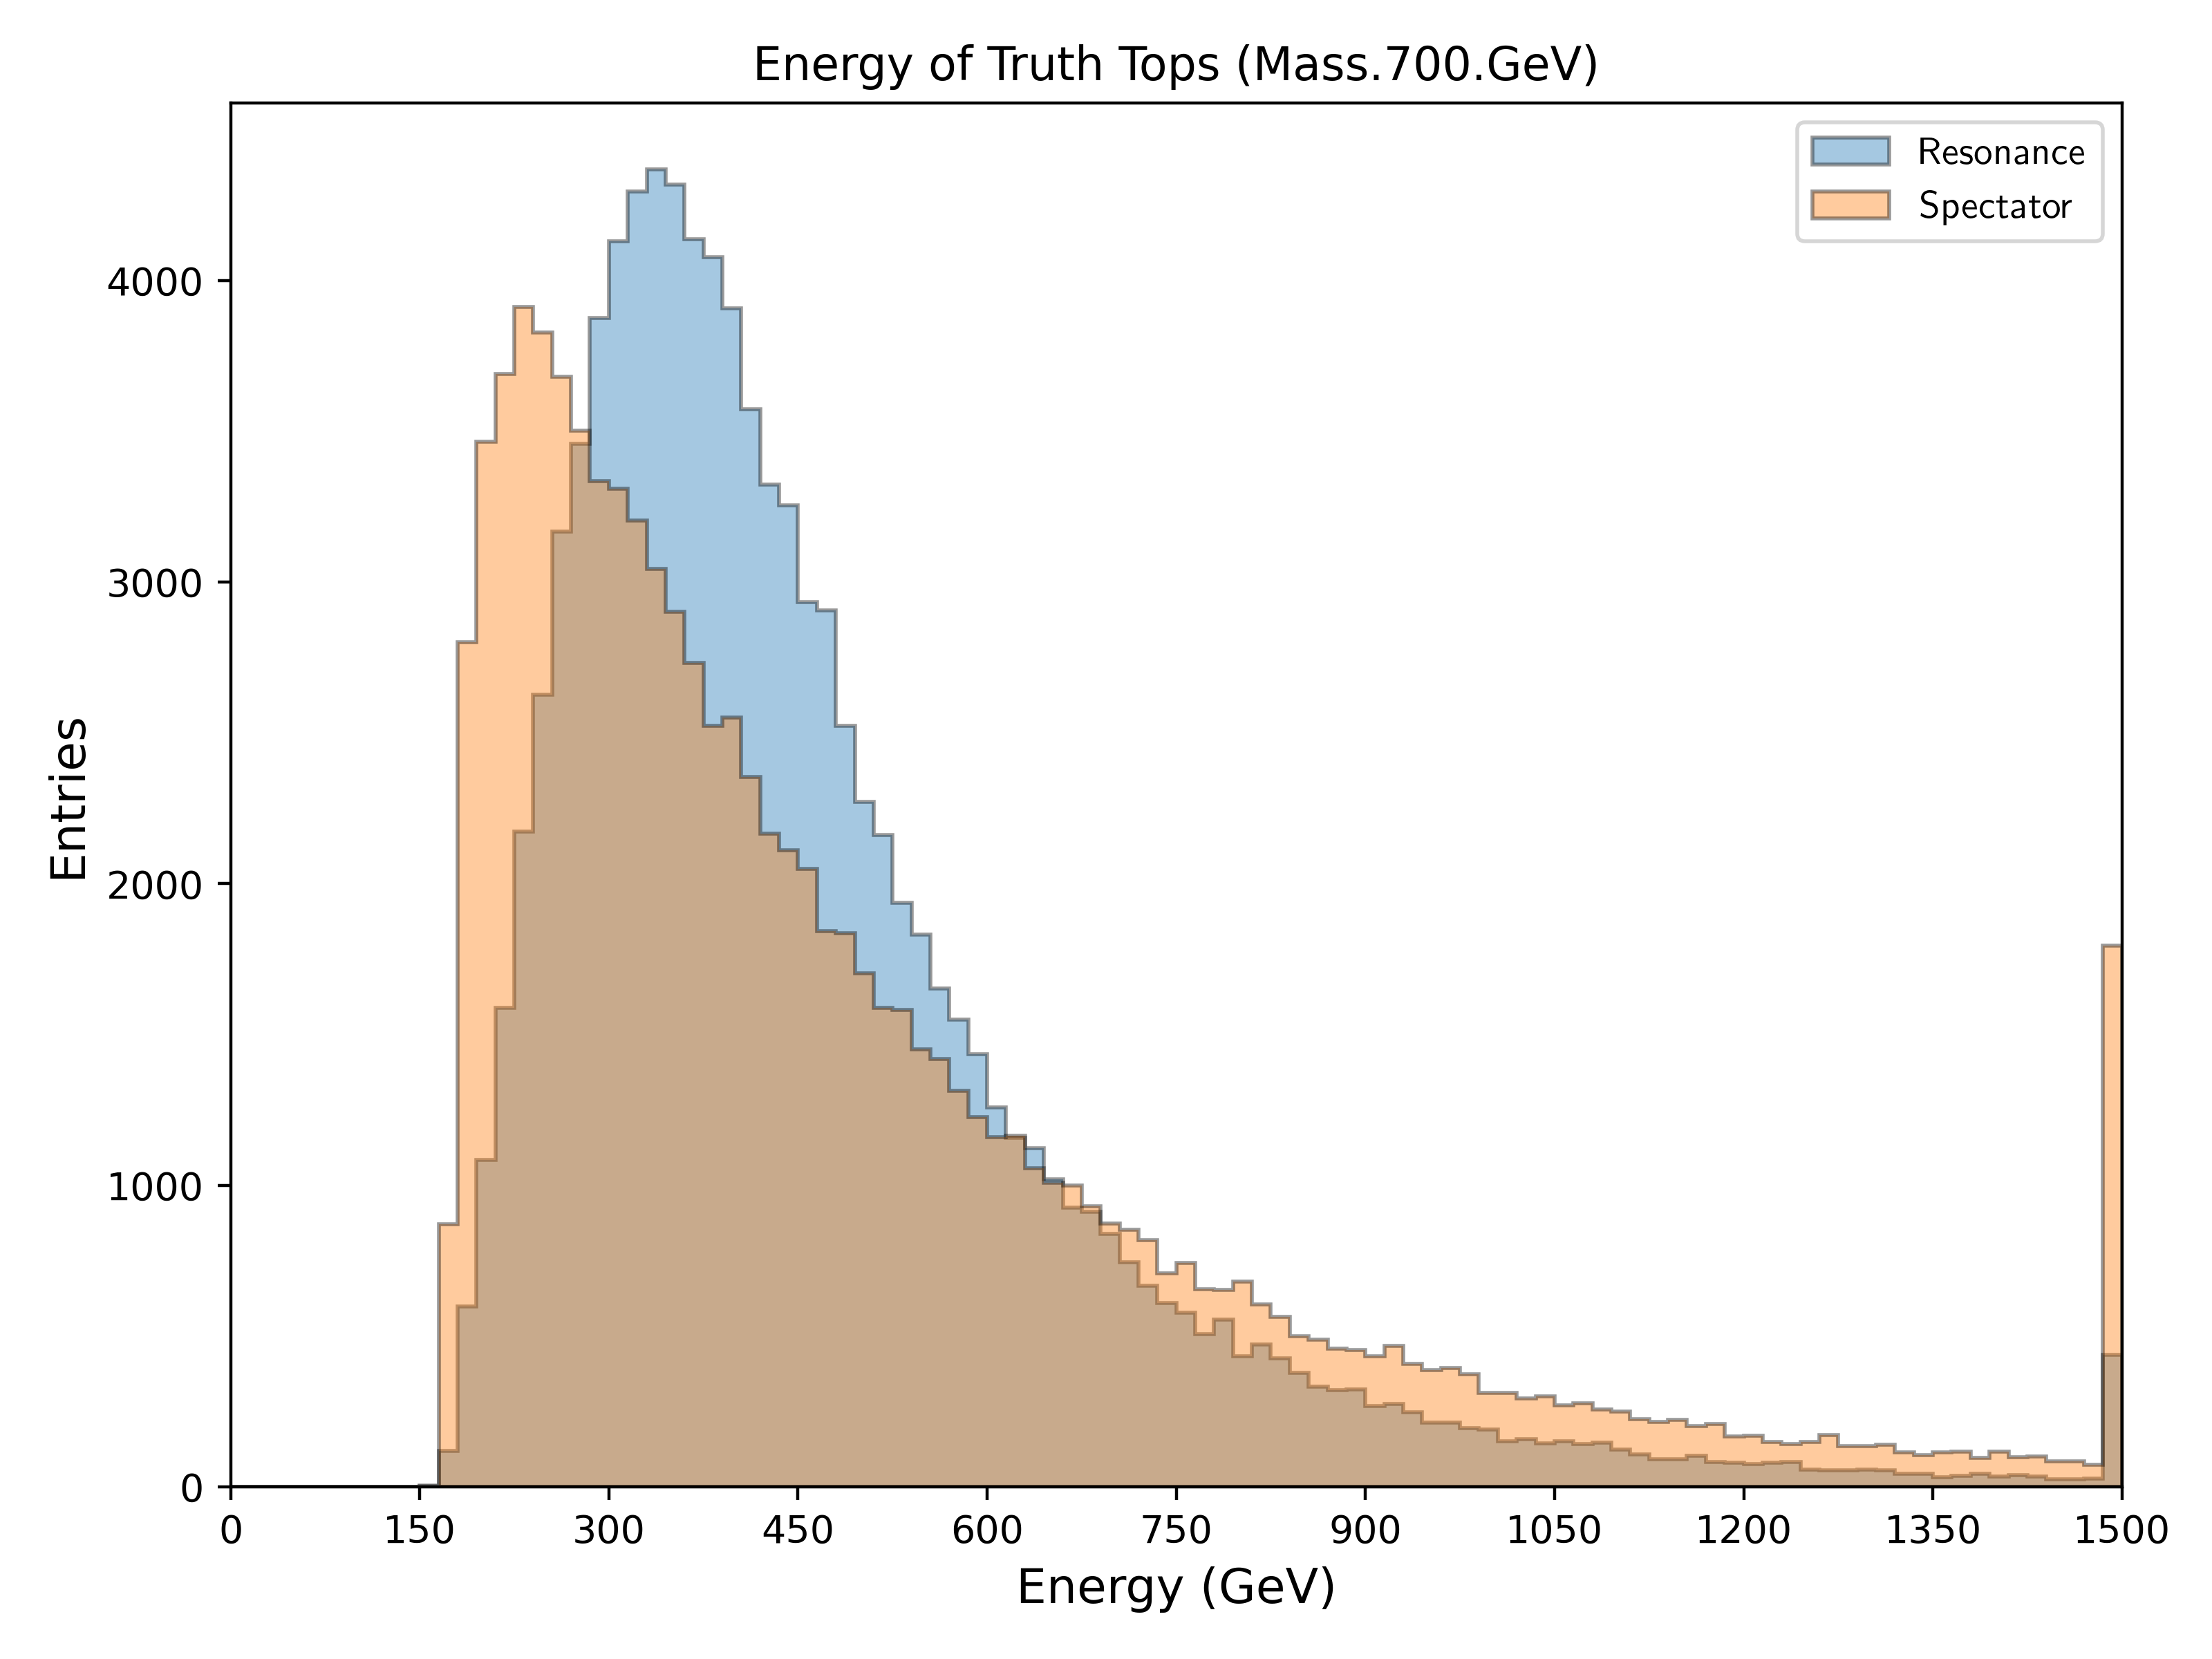 Energy of Truth Tops (Mass.700.GeV)
Resonance
Spectator
4000
3000
2000
1000
0
Entries
0 150 300 450 600 750 900 1050 1200 1350 1500
Energy (GeV)